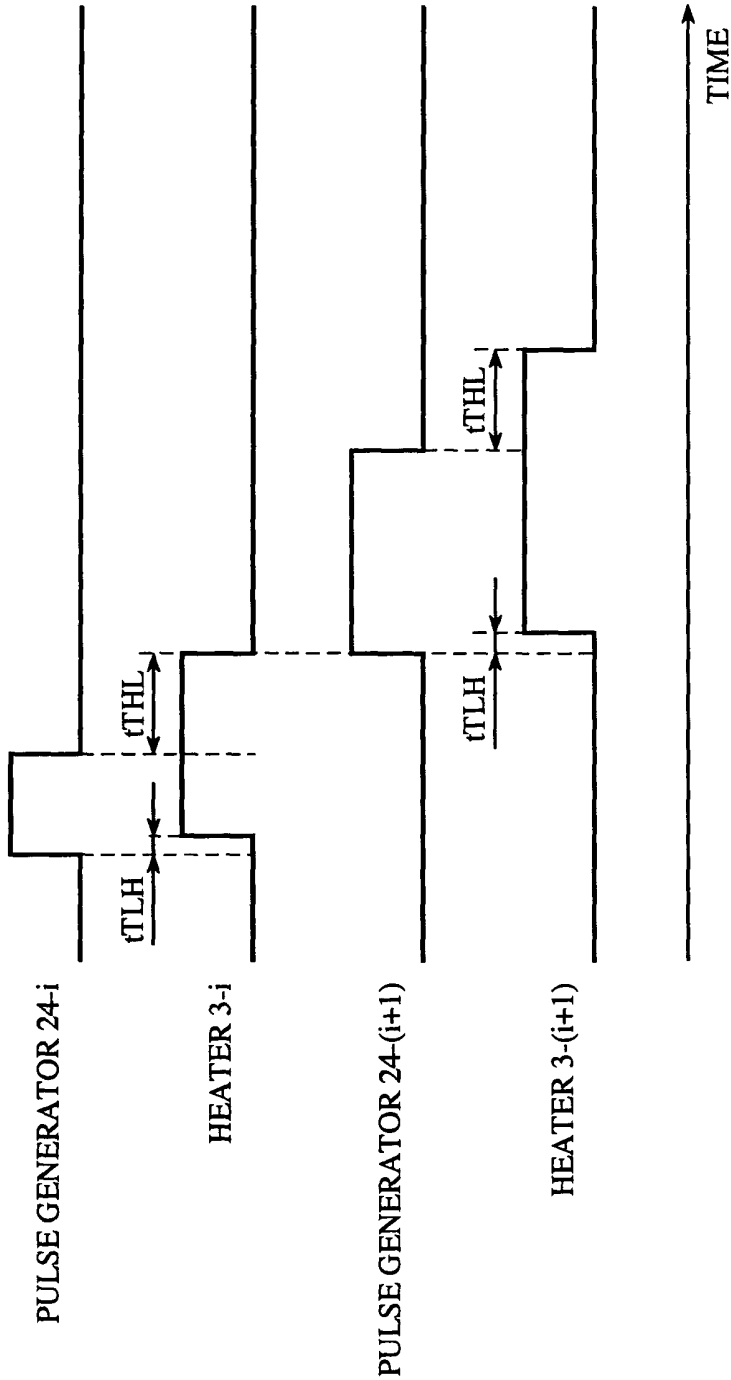 PULSE GENERATOR 24-i
tTLH
tTHL
HEATER 3-i
PULSE GENERATOR 24-(i+1)
tTLH
tTHL
HEATER 3-(i+1)
TIME